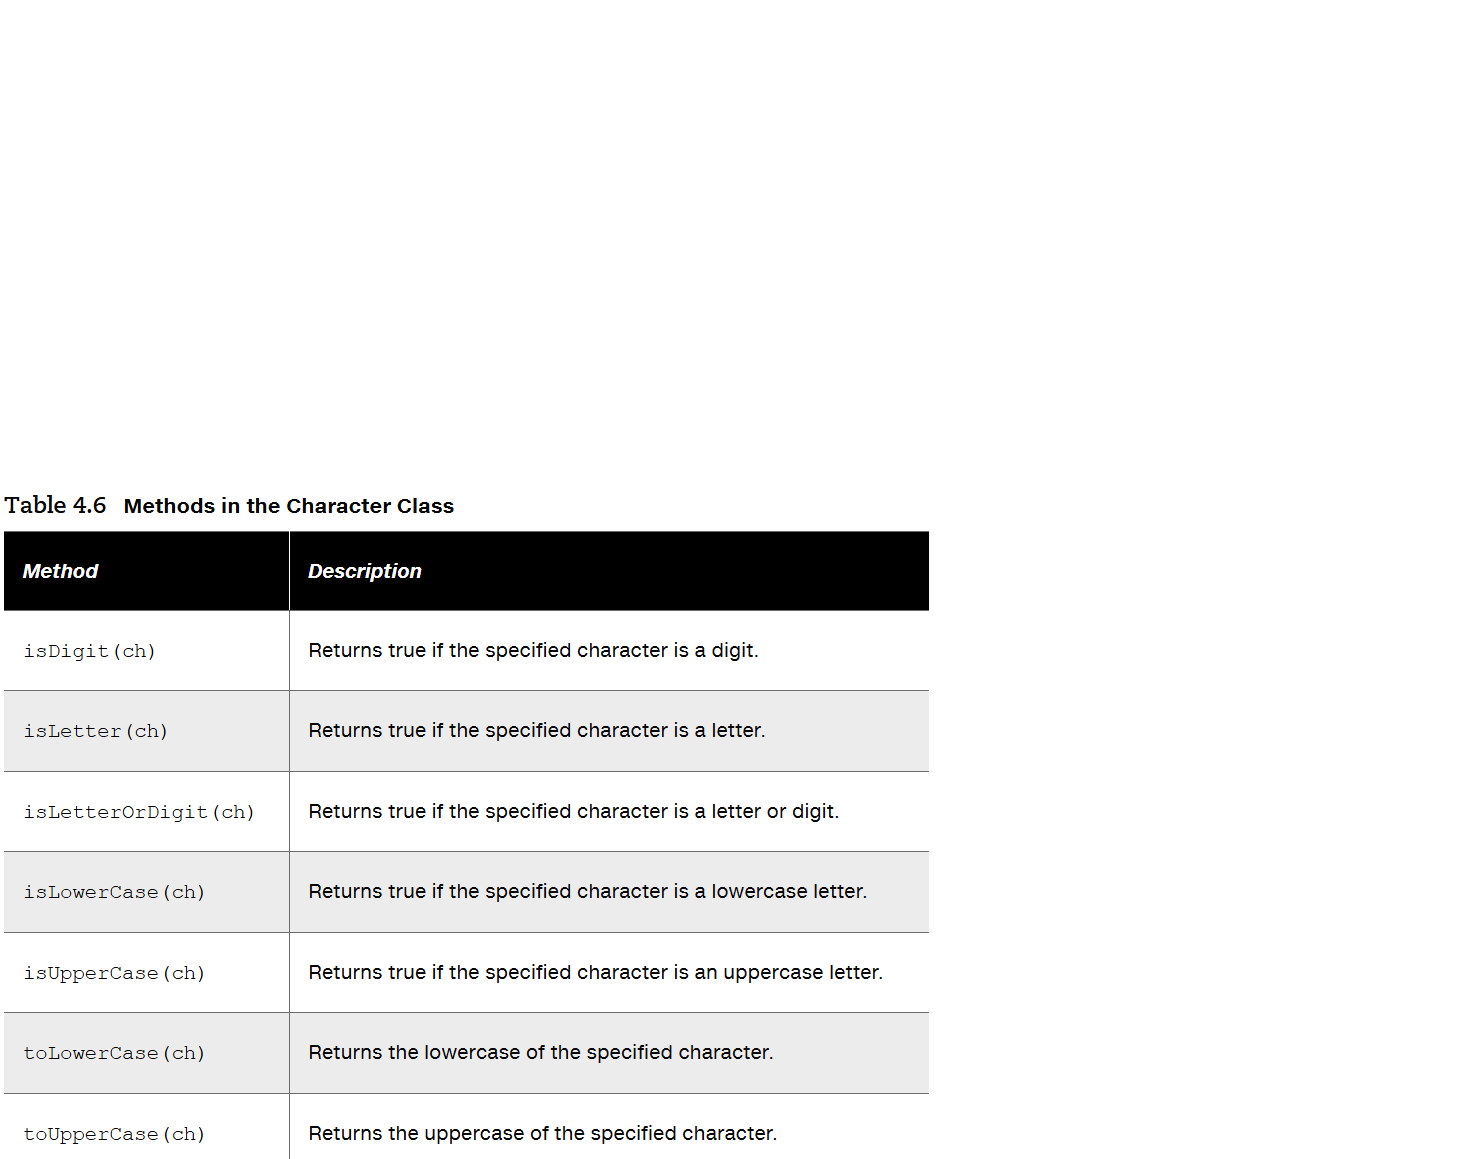 Table 4.6 Methods in the Character Class
Method Description
isDigit(ch) Returns true if the specified character is a digit.
isLetter(ch) Returns true if the specified character is a letter.
isLetterOrDigit(ch) Returns true if the specified character is a letter or digit.
isLowerCase(ch) Returns true if the specified character is a lowercase letter.
isUpperCase(ch) Returns true if the specified character is an uppercase letter.
toLowerCase(ch) Returns the lowercase of the specified character.
toUpperCase(ch) Returns the uppercase of the specified character.